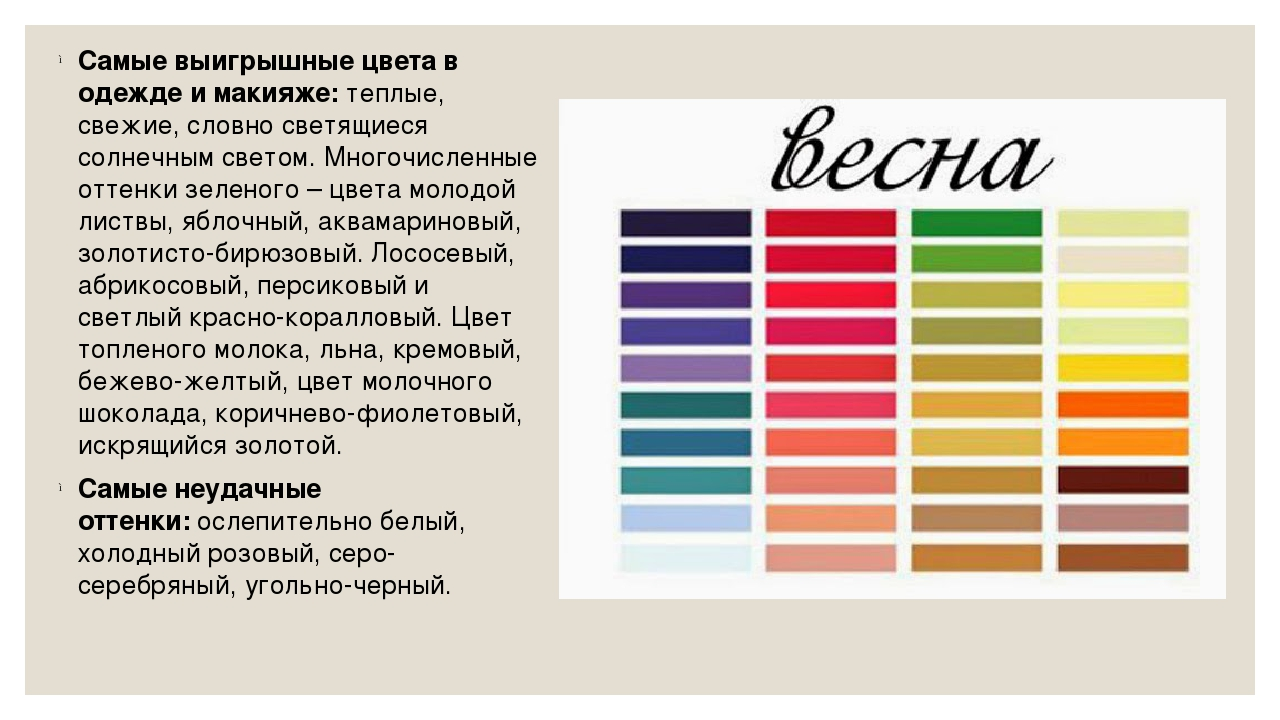 Самые выигрышные цвета в
одежде и макияже: теплые,
свежие, словно светящиеся
солнечным светом. Многочисленные
оттенки зеленого – цвета молодой
листвы, яблочный, аквамариновый,
золотисто-бирюзовый. Лососевый,
абрикосовый, персиковый и
светлый красно-коралловый. Цвет
топленого молока, льна, кремовый,
бежево-желтый, цвет молочного
шоколада, коричнево-фиолетовый,
искрящийся золотой.
Самые неудачные
оттенки: ослепительно белый,
холодный розовый, серо-
серебряный, угольно-черный.
весна